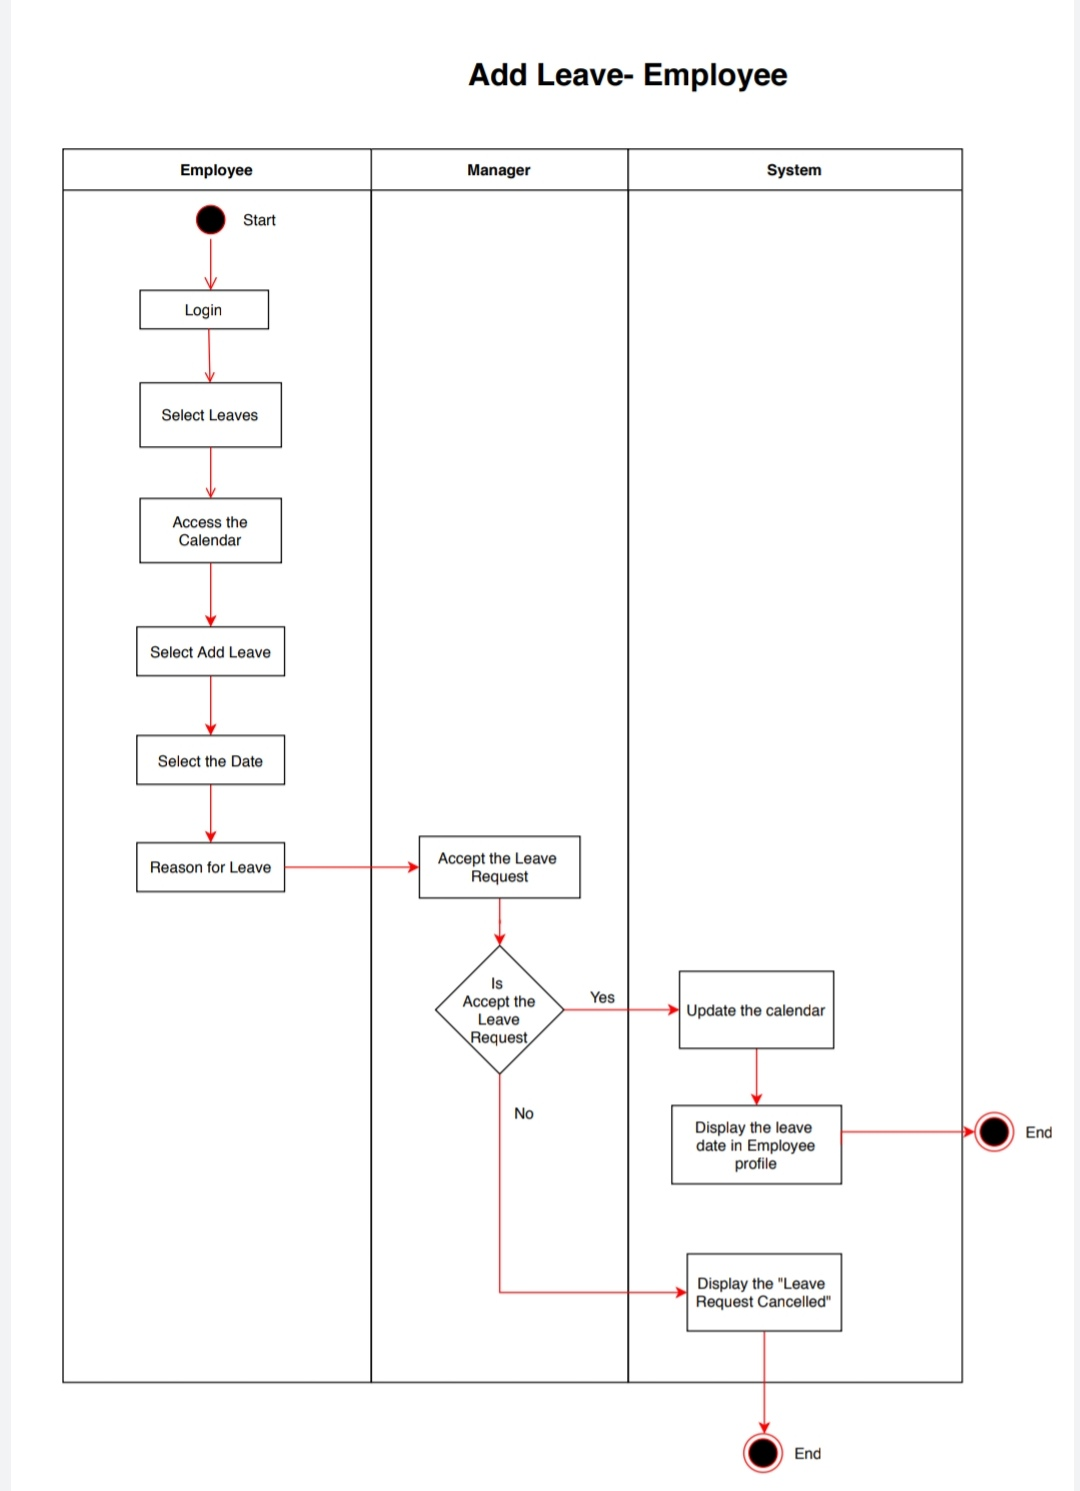 Add Leave- Employee
Employee
Manager
System
Start
Login
Select Leaves
Access the
Calendar
Select Add Leave
Select the Date
Reason for Leave
Accept the Leave
Request
Is
Accept the
Leave
Request
Yes
Update the calendar
No
Display the leave
date in Employee
profile
End
Display the "Leave
Request Cancelled"
End